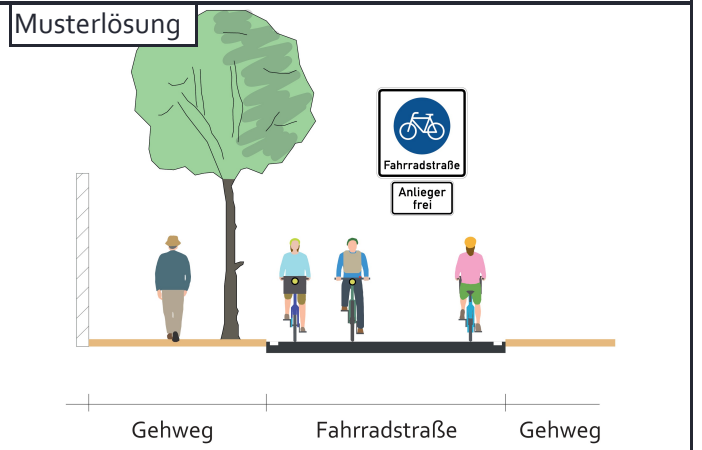 Musterlösung
Fahrradstraße
Anlieger
frei
Gehweg
Fahrradstraße
Gehweg